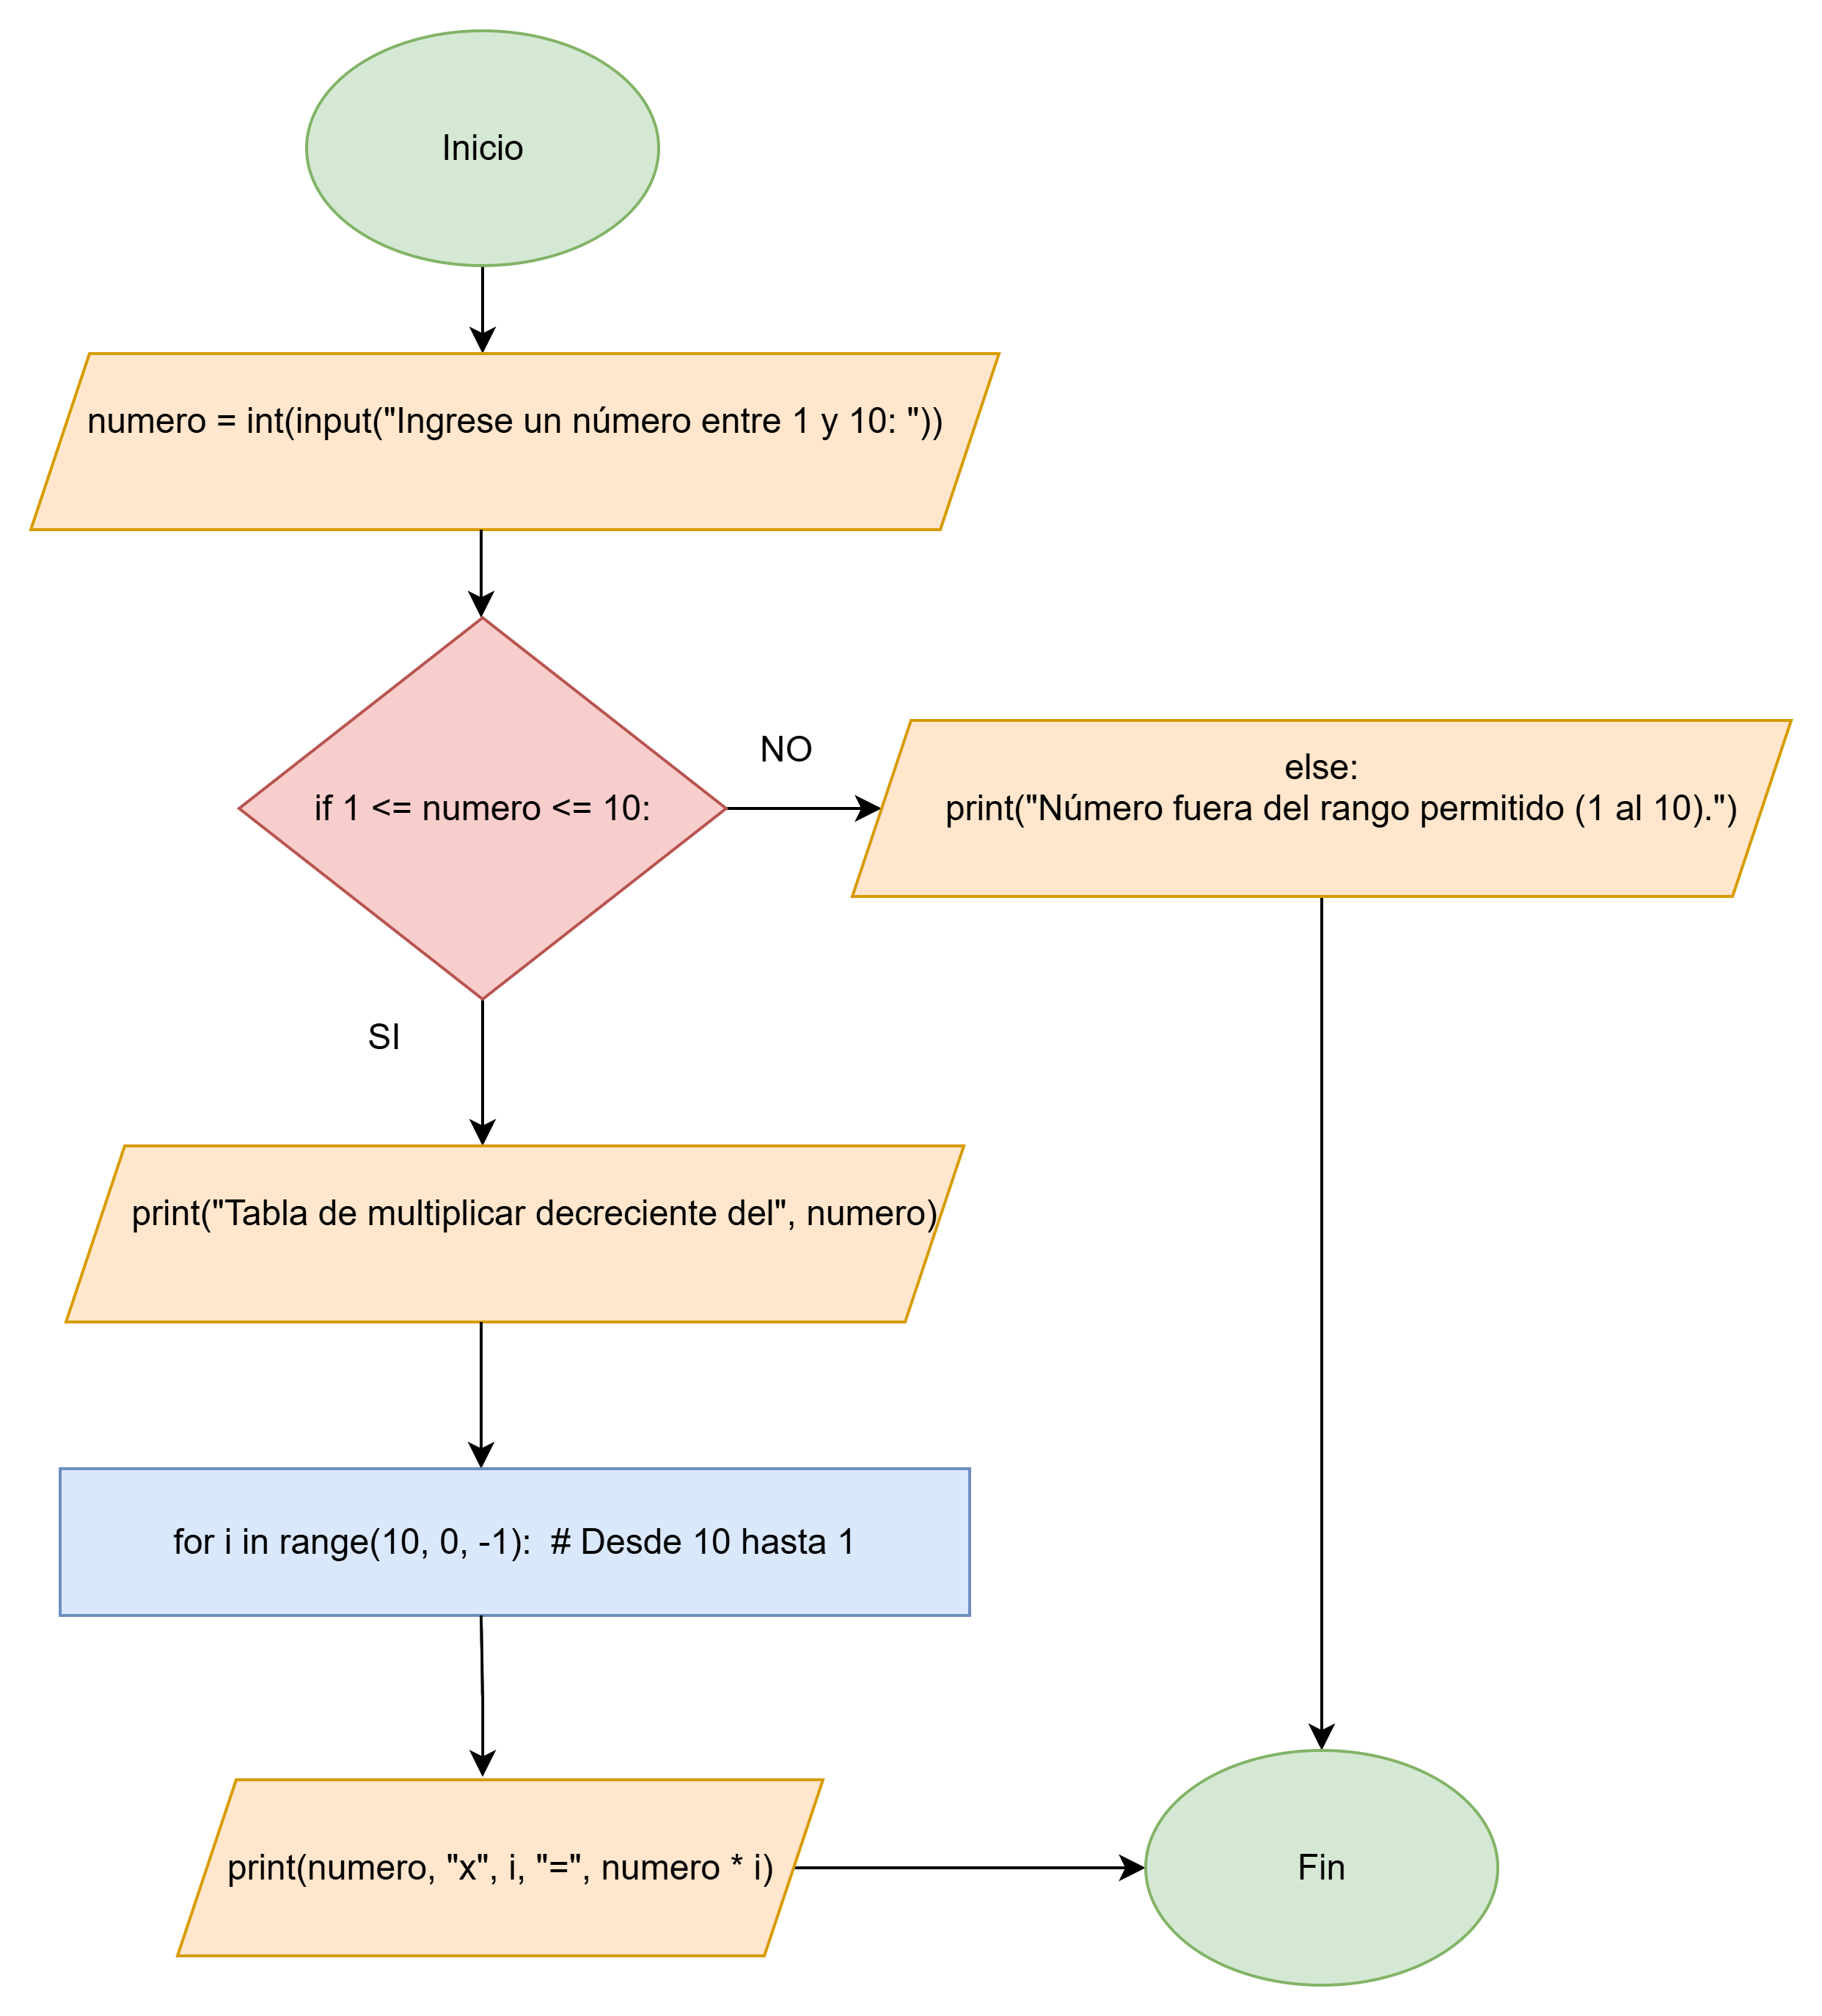 Inicio
numero = int(input("Ingrese un número entre 1 y 10: "))
if 1 <= numero <= 10:
NO
else:
print("Número fuera del rango permitido (1 al 10).")
SI
print("Tabla de multiplicar decreciente del", numero)
for i in range(10, 0, -1):  # Desde 10 hasta 1
print(numero, "x", i, "=", numero * i)
Fin